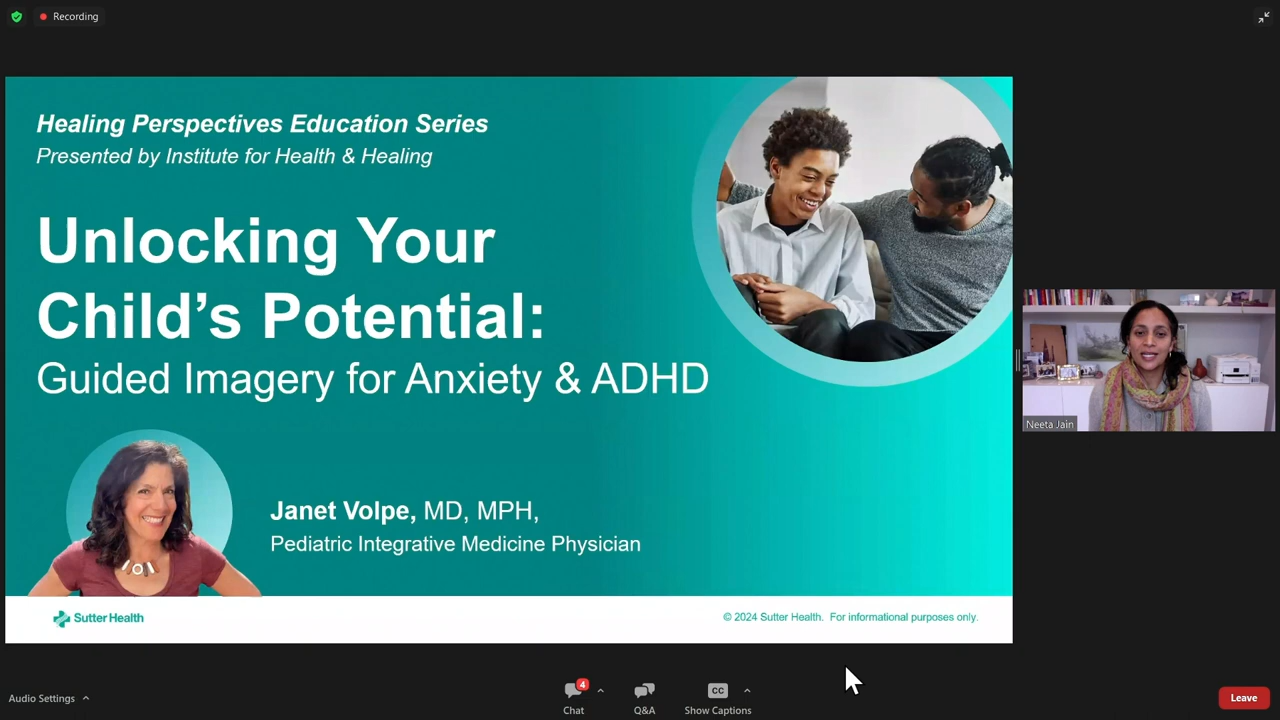 Recording
Healing Perspectives Education Series
Presented by Institute for Health & Healing
Unlocking Your
Child’s Potential:
Guided Imagery for Anxiety & ADHD
Janet Volpe, MD, MPH,
Pediatric Integrative Medicine Physician
Sutter Health
© 2024 Sutter Health. For informational purposes only.
Neeta Jain
Audio Settings
4
Chat
Q&A
CC
Show Captions
Leave